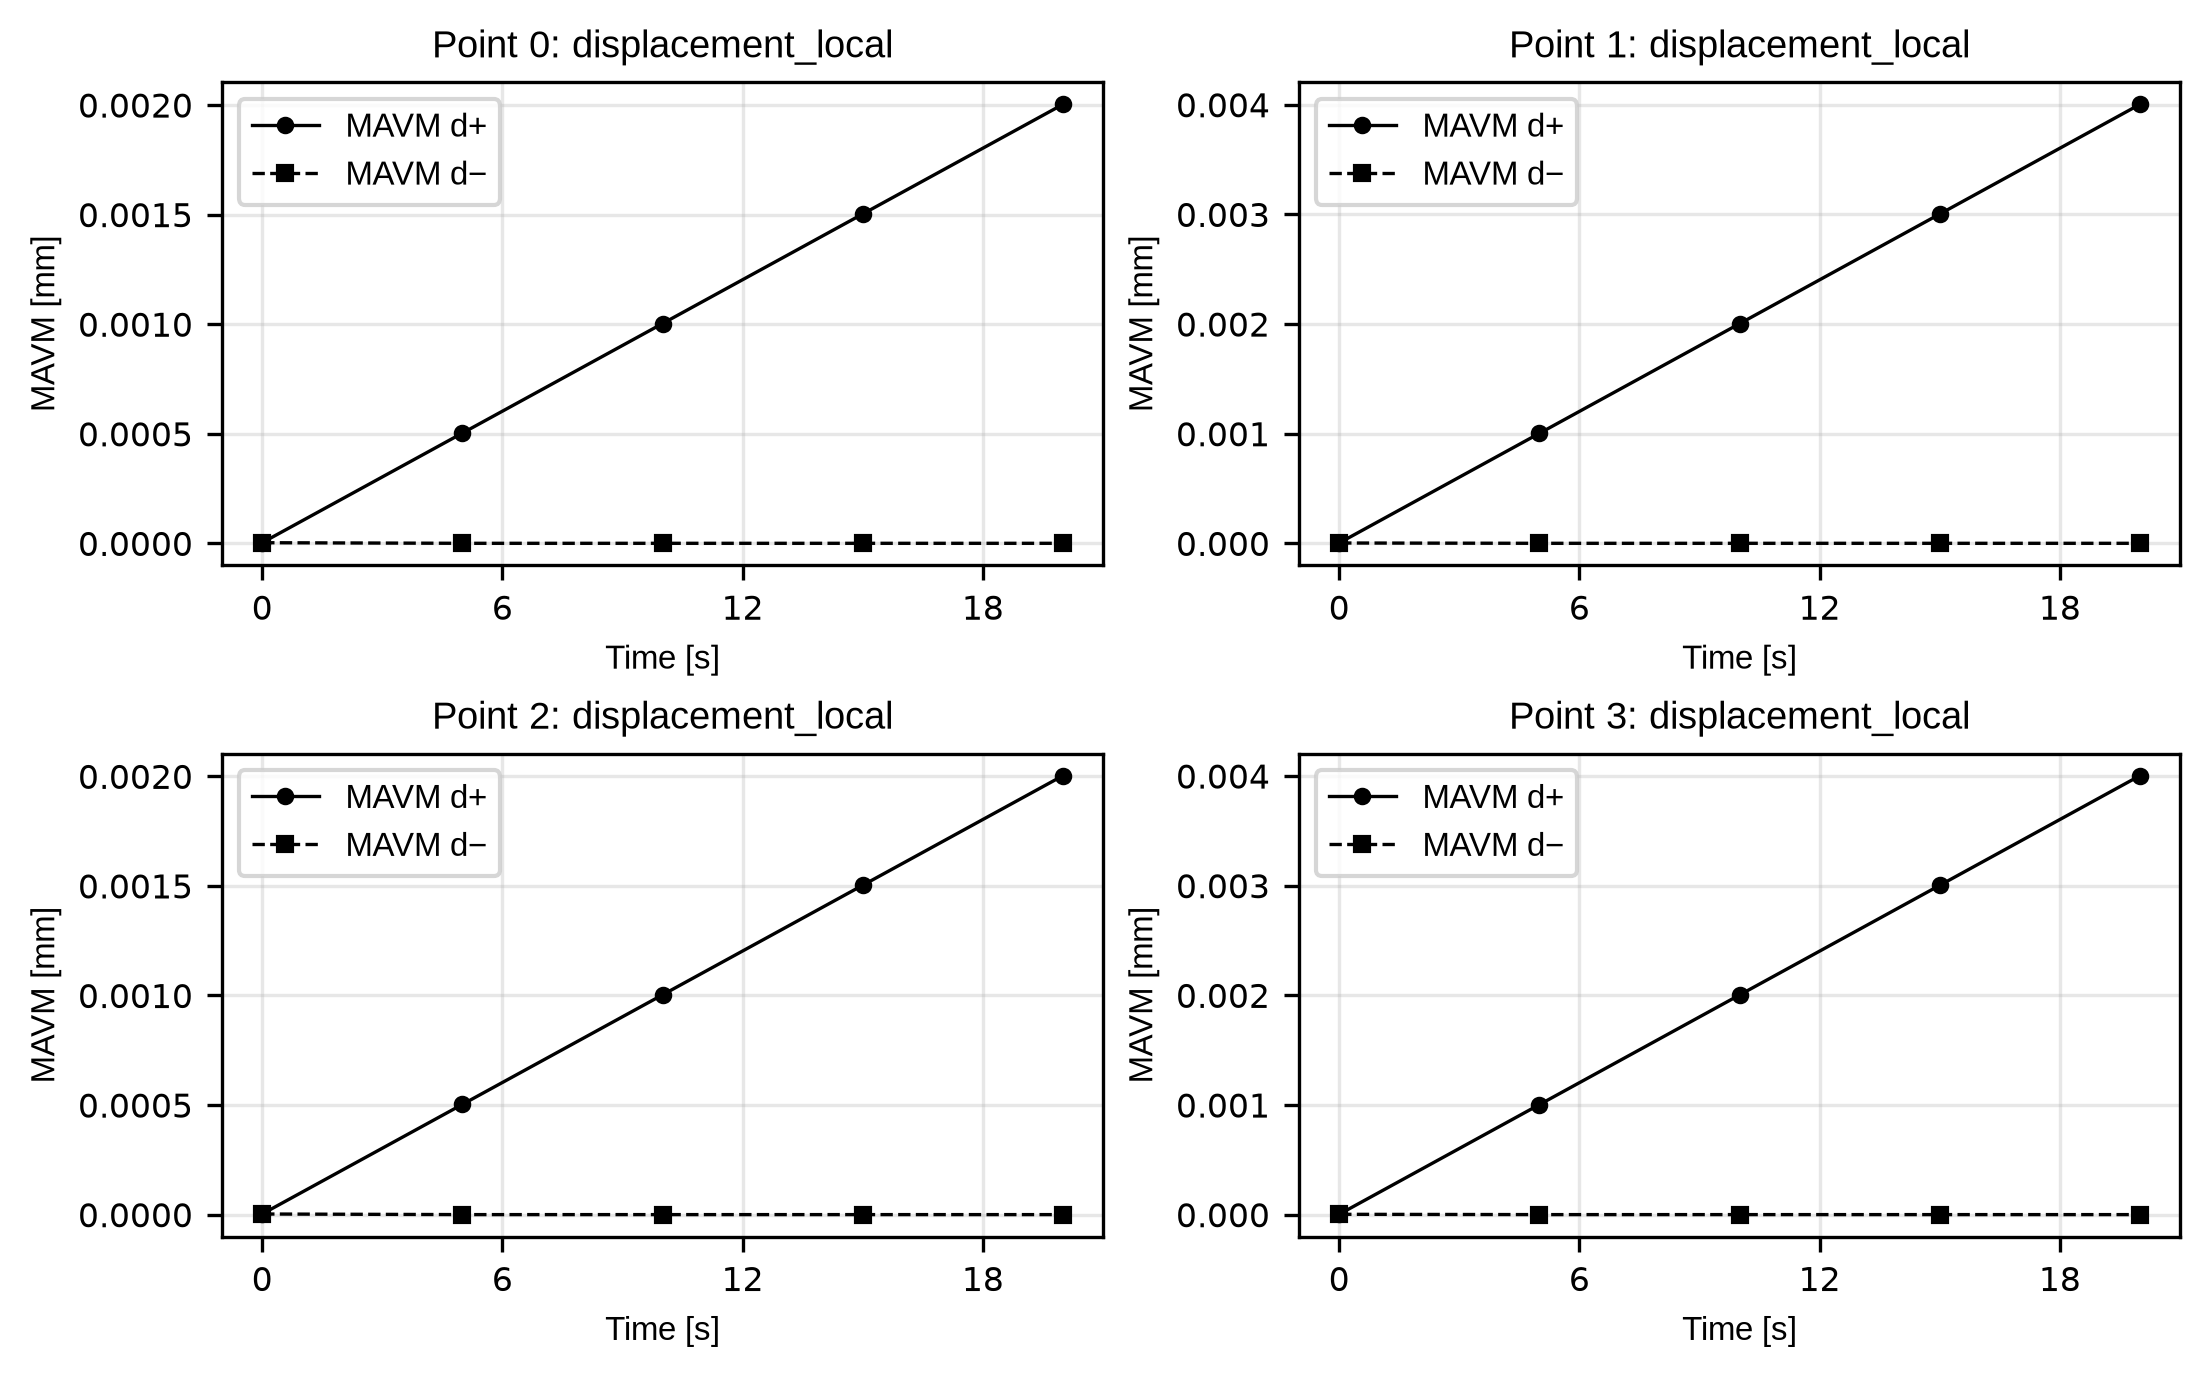 Point 0: displacement_local
MAVM [mm]
0.0020
0.0015
0.0010
0.0005
0.0000
MAVM d+
MAVM d−
0 6 12 18
Time [s]
Point 1: displacement_local
MAVM [mm]
0.004
0.003
0.002
0.001
0.000
MAVM d+
MAVM d−
0 6 12 18
Time [s]
Point 2: displacement_local
MAVM [mm]
0.0020
0.0015
0.0010
0.0005
0.0000
MAVM d+
MAVM d−
0 6 12 18
Time [s]
Point 3: displacement_local
MAVM [mm]
0.004
0.003
0.002
0.001
0.000
MAVM d+
MAVM d−
0 6 12 18
Time [s]